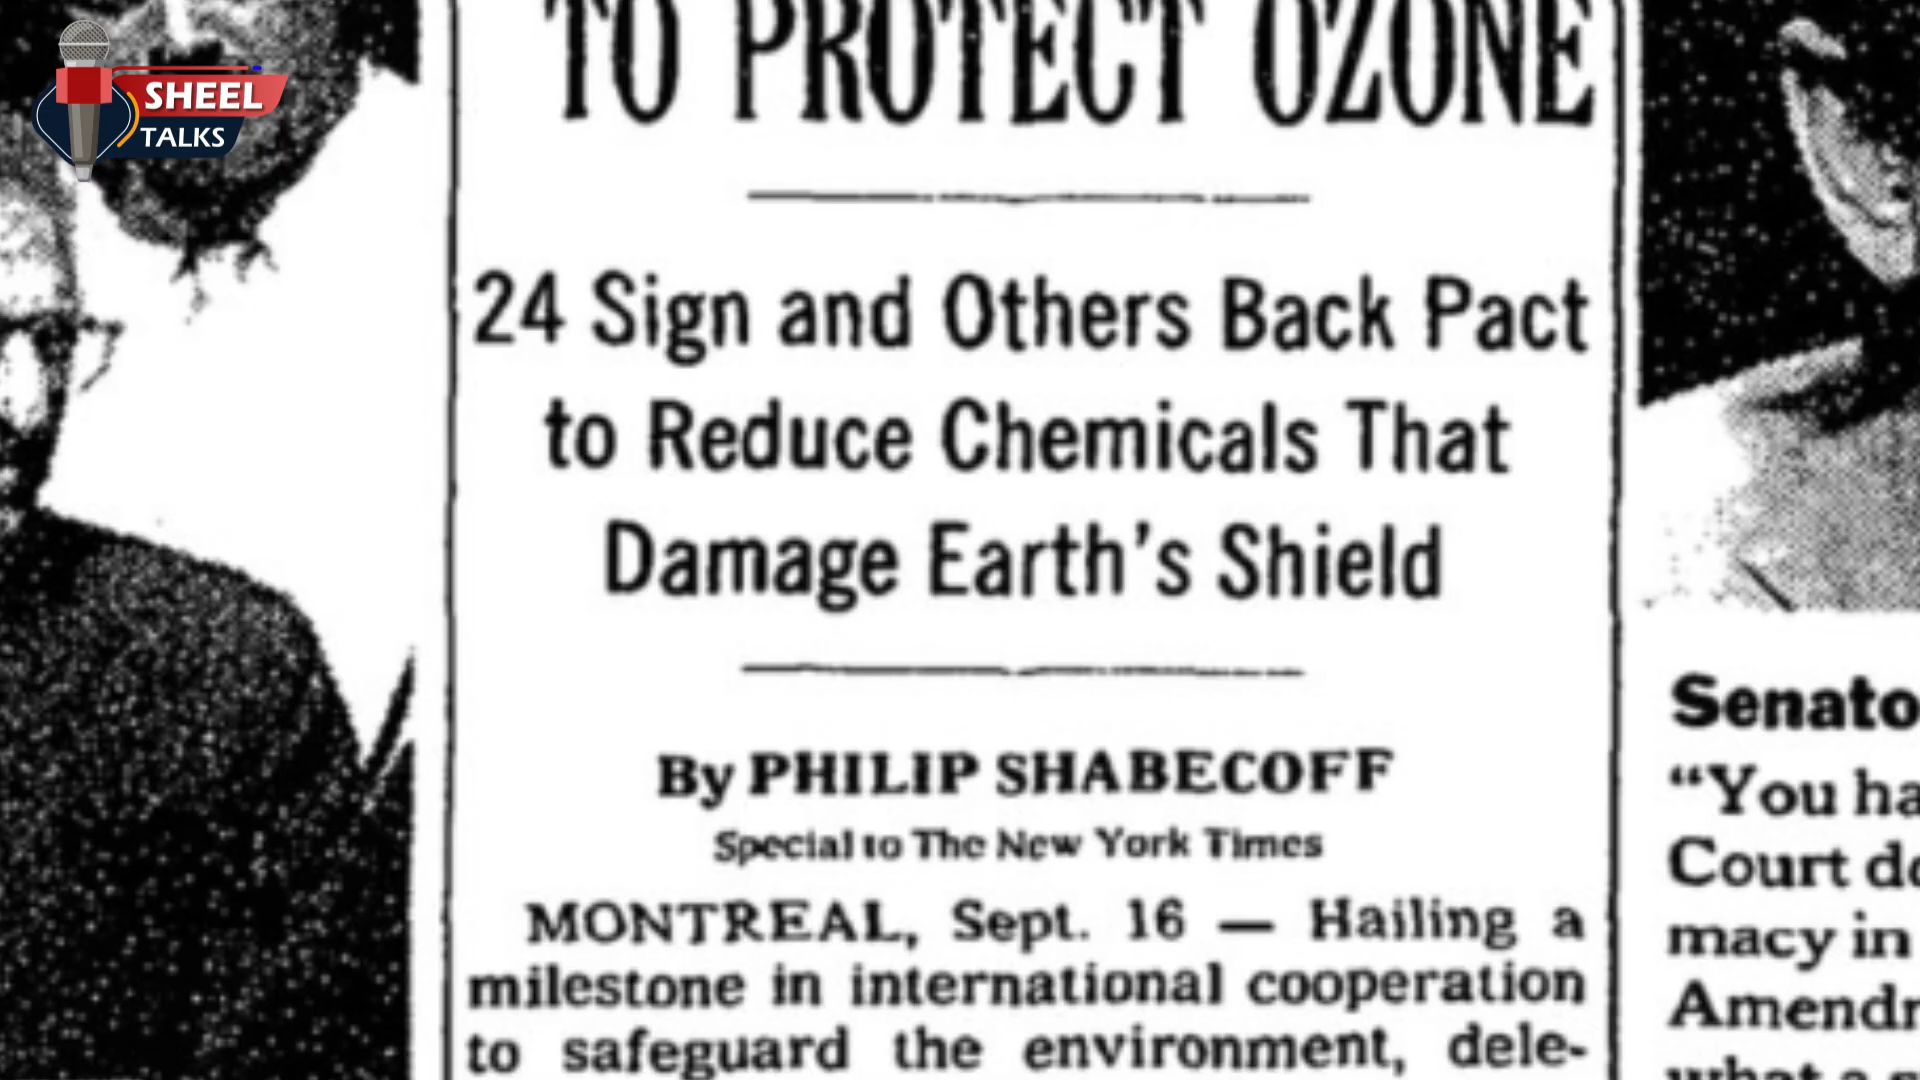 SHEEL
TALKS
TO PROTECT OZONE
24 Sign and Others Back Pact
to Reduce Chemicals That
Damage Earth's Shield
By PHILIP SHABECOFF
Special to The New York Times
MONTREAL, Sept. 16 — Hailing a
milestone in international cooperation
to safeguard the environment, dele-
Senato
“You ha
Court do
macy in
Amendr
what a s